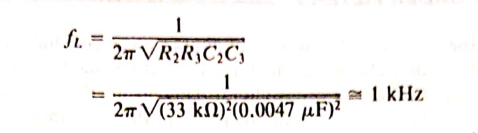 f_L = 1 / 2π √R₂R₃C₂C₃
= 1 / 2π √(33 kΩ)²(0.0047 μF)² ≅ 1 kHz